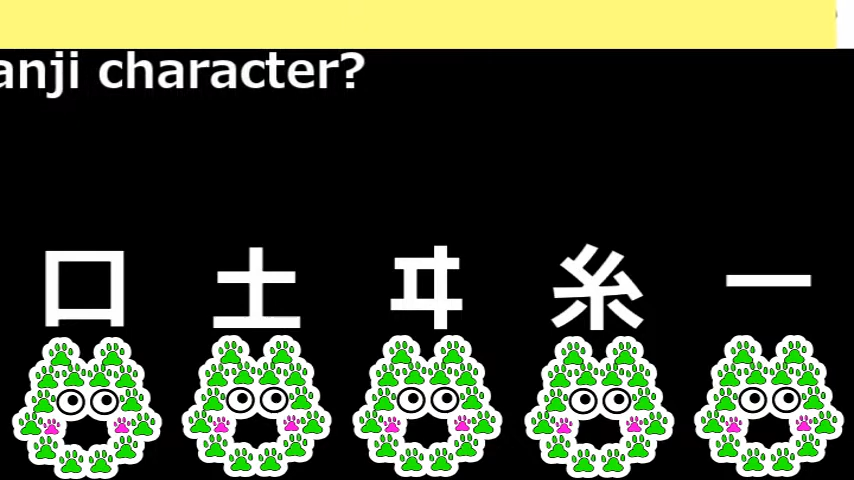 anji character?
口 土 ヰ 糸 一